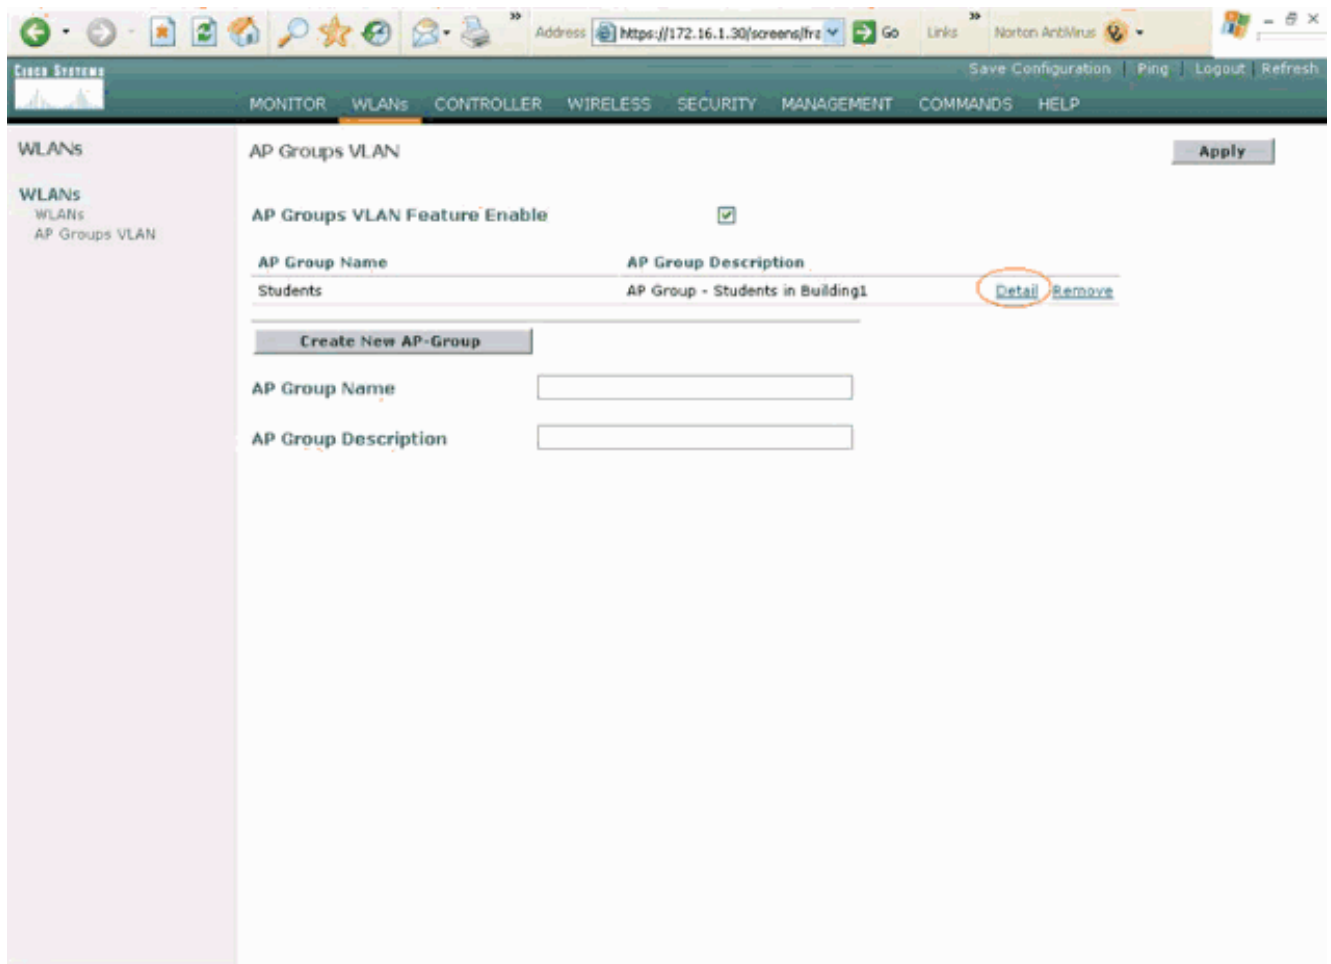 » Address https://172.16.1.30/screens/fra Go Links » Norton AntiVirus
CISCO SYSTEMS
Save Configuration | Ping | Logout | Refresh
MONITOR WLANs CONTROLLER WIRELESS SECURITY MANAGEMENT COMMANDS HELP
WLANs
WLANs
WLANs
AP Groups VLAN
AP Groups VLAN
Apply
AP Groups VLAN Feature Enable
AP Group Name AP Group Description
Students AP Group - Students in Building1 Detail Remove
Create New AP-Group
AP Group Name
AP Group Description